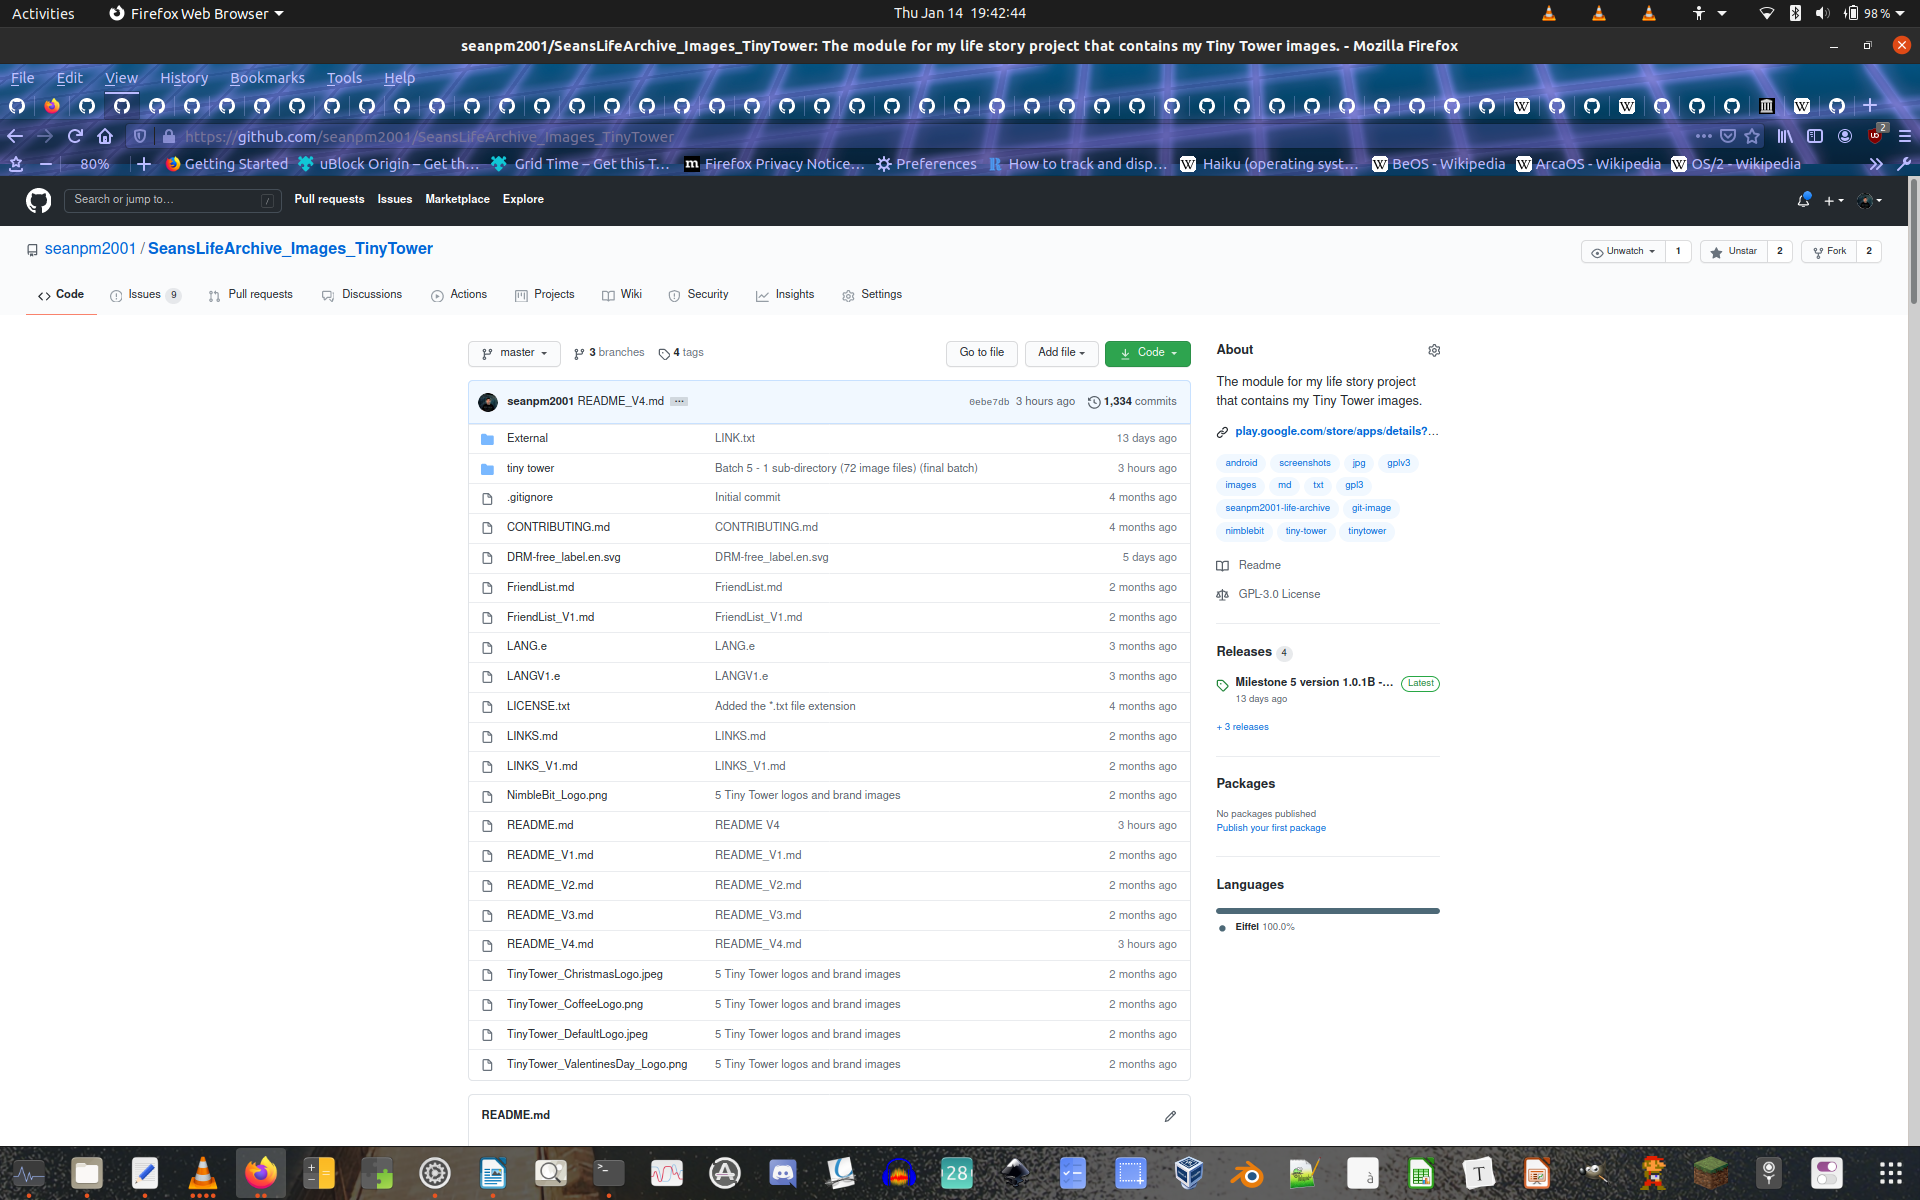 Activities Firefox Web Browser Thu Jan 14 19:42:44 98 %
seanpm2001/SeansLifeArchive_Images_TinyTower: The module for my life story project that contains my Tiny Tower images. - Mozilla Firefox
File Edit View History Bookmarks Tools Help
https://github.com/seanpm2001/SeansLifeArchive_Images_TinyTower 2
80% Getting Started uBlock Origin – Get th… Grid Time – Get this T… Firefox Privacy Notice… Preferences How to track and disp… Haiku (operating syst… BeOS - Wikipedia ArcaOS - Wikipedia OS/2 - Wikipedia
Search or jump to… / Pull requests Issues Marketplace Explore
seanpm2001 / SeansLifeArchive_Images_TinyTower Unwatch 1 Unstar 2 Fork 2
Code Issues 9 Pull requests Discussions Actions Projects Wiki Security Insights Settings
master 3 branches 4 tags Go to file Add file Code
seanpm2001 README_V4.md 0ebe7db 3 hours ago 1,334 commits
External LINK.txt 13 days ago
tiny tower Batch 5 - 1 sub-directory (72 image files) (final batch) 3 hours ago
.gitignore Initial commit 4 months ago
CONTRIBUTING.md CONTRIBUTING.md 4 months ago
DRM-free_label.en.svg DRM-free_label.en.svg 5 days ago
FriendList.md FriendList.md 2 months ago
FriendList_V1.md FriendList_V1.md 2 months ago
LANG.e LANG.e 3 months ago
LANGV1.e LANGV1.e 3 months ago
LICENSE.txt Added the *.txt file extension 4 months ago
LINKS.md LINKS.md 2 months ago
LINKS_V1.md LINKS_V1.md 2 months ago
NimbleBit_Logo.png 5 Tiny Tower logos and brand images 2 months ago
README.md README V4 3 hours ago
README_V1.md README_V1.md 2 months ago
README_V2.md README_V2.md 2 months ago
README_V3.md README_V3.md 2 months ago
README_V4.md README_V4.md 3 hours ago
TinyTower_ChristmasLogo.jpeg 5 Tiny Tower logos and brand images 2 months ago
TinyTower_CoffeeLogo.png 5 Tiny Tower logos and brand images 2 months ago
TinyTower_DefaultLogo.jpeg 5 Tiny Tower logos and brand images 2 months ago
TinyTower_ValentinesDay_Logo.png 5 Tiny Tower logos and brand images 2 months ago
README.md
About
The module for my life story project
that contains my Tiny Tower images.
play.google.com/store/apps/details?…
android screenshots jpg gplv3
images md txt gpl3
seanpm2001-life-archive git-image
nimblebit tiny-tower tinytower
Readme
GPL-3.0 License
Releases 4
Milestone 5 version 1.0.1B -… Latest
13 days ago
+ 3 releases
Packages
No packages published
Publish your first package
Languages
Eiffel 100.0%
28